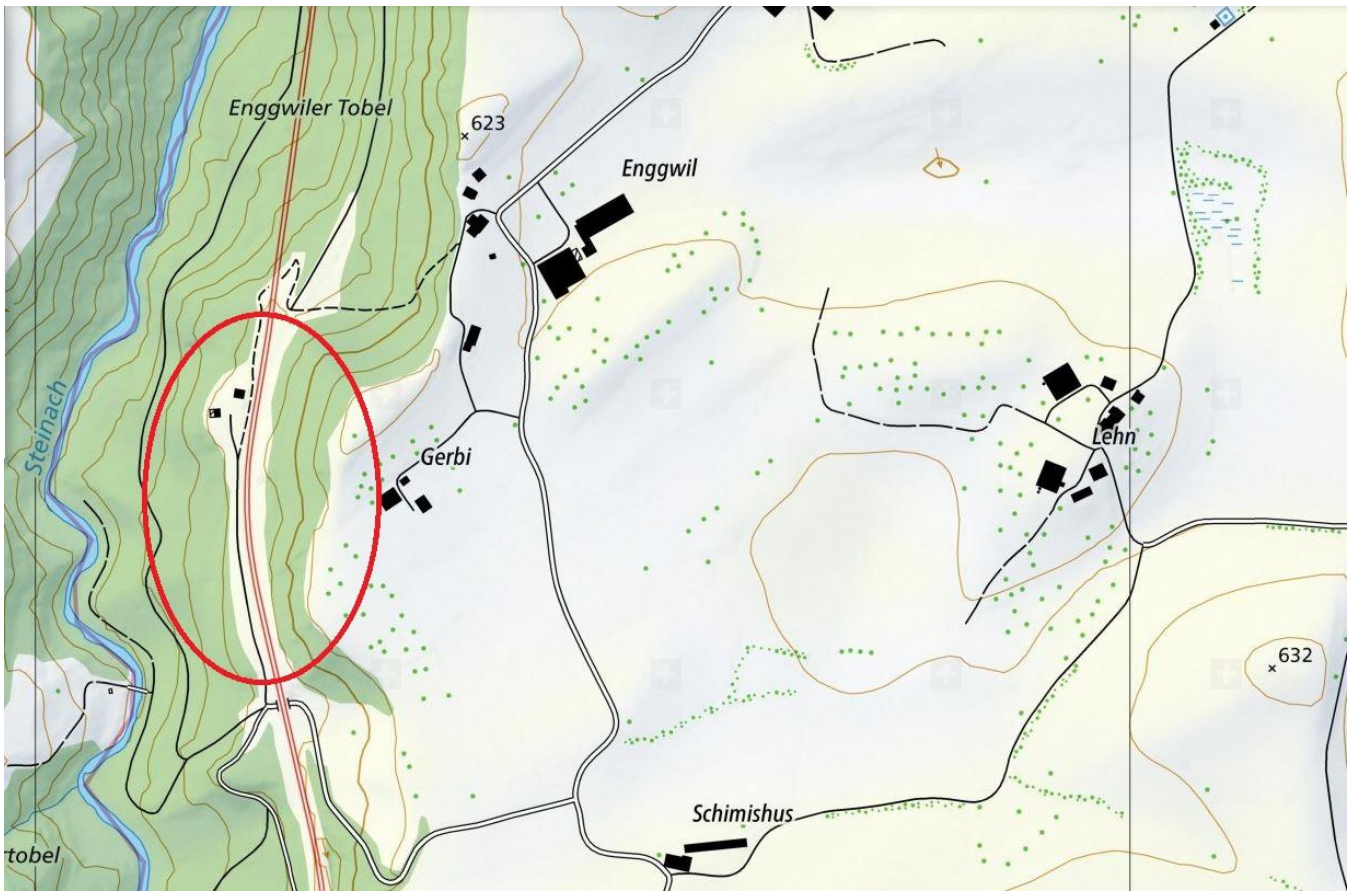 Enggwiler Tobel
623
Enggwil
Steinach
Gerbi
Lehn
632
Schimishus
rtobel